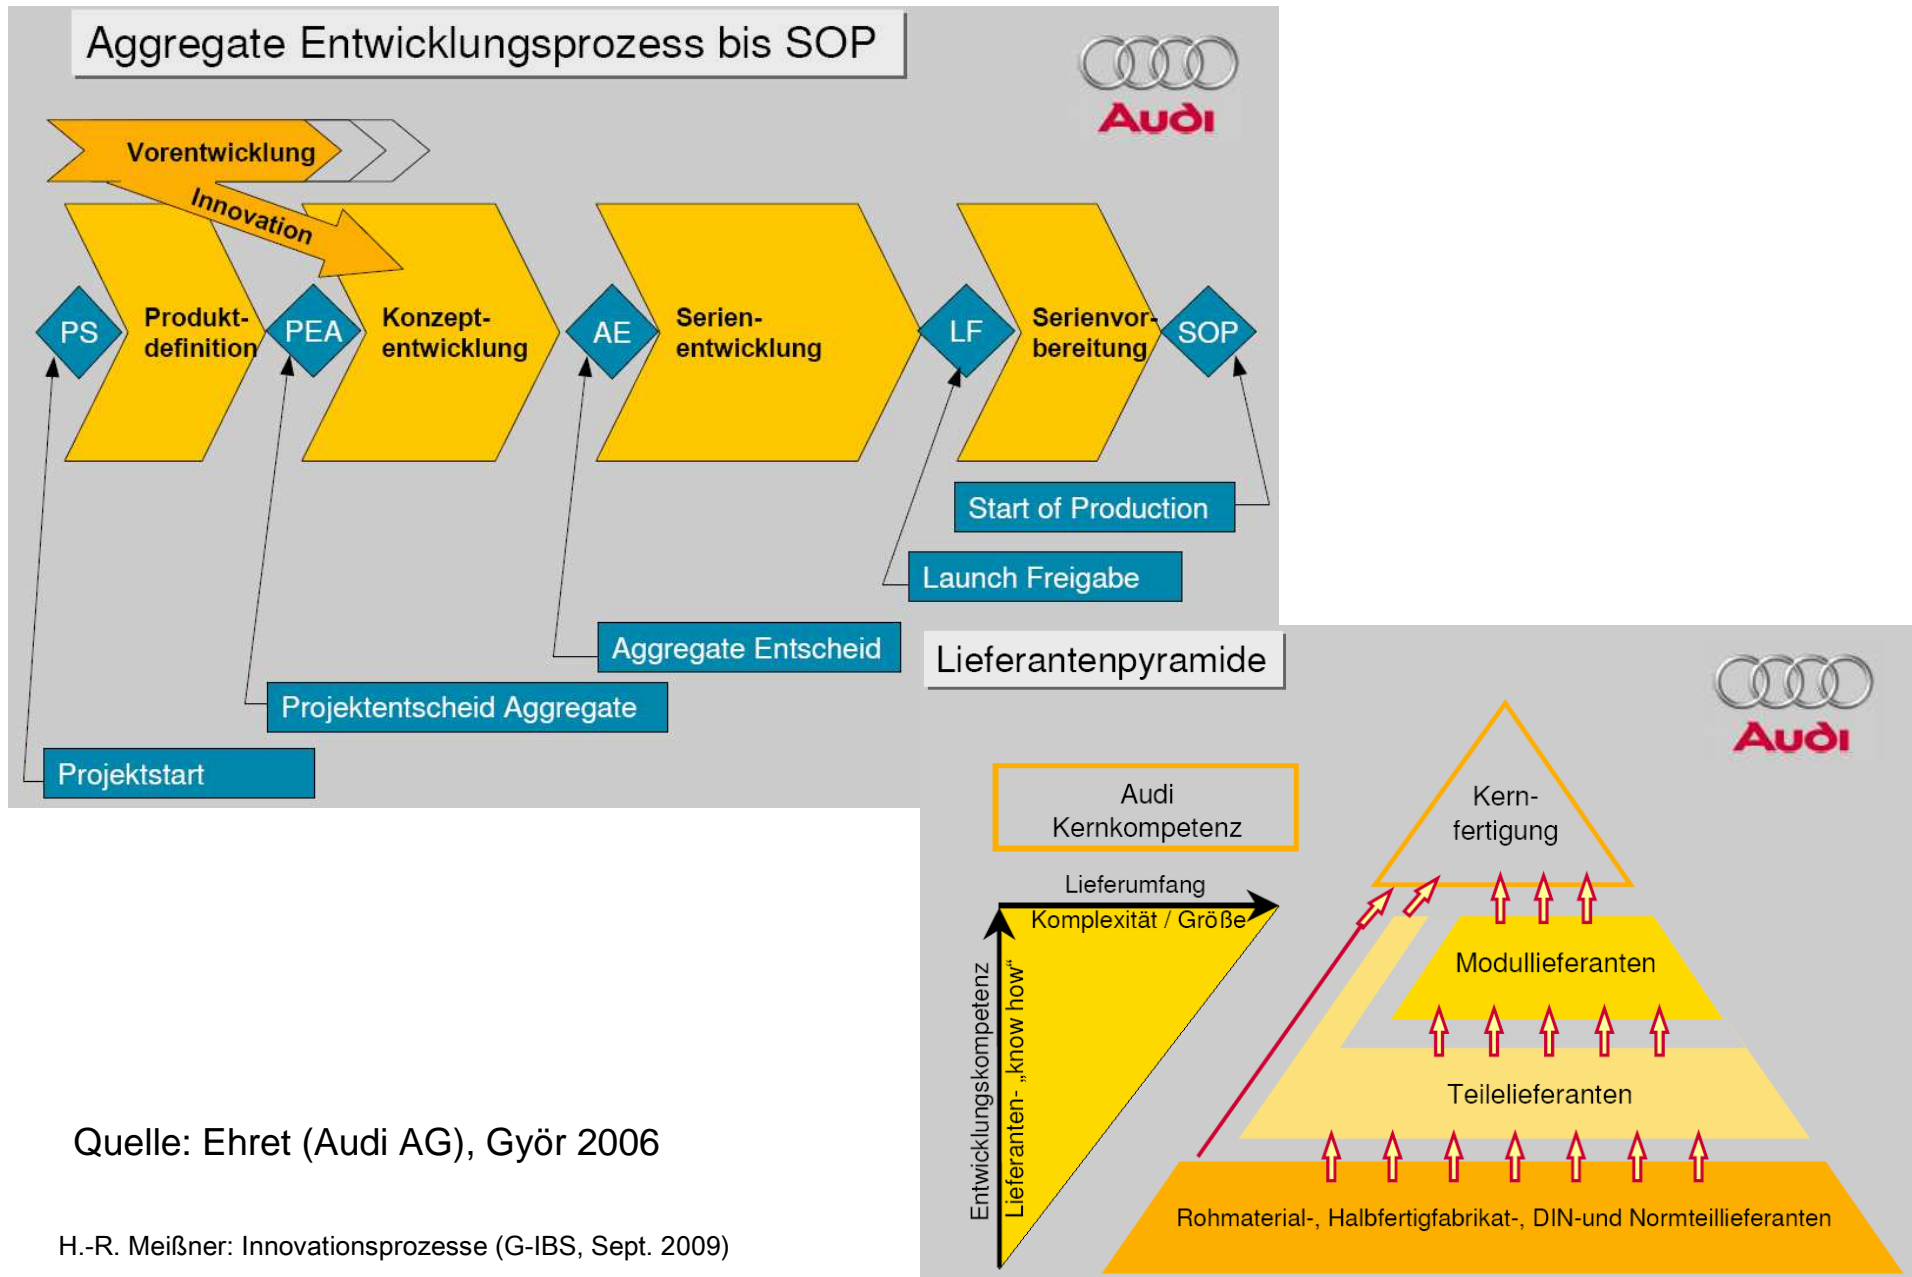 Aggregate Entwicklungsprozess bis SOP
Audi
Vorentwicklung
Innovation
PS
Produkt-
definition
PEA
Konzept-
entwicklung
AE
Serien-
entwicklung
LF
Serienvor-
bereitung
SOP
Start of Production
Launch Freigabe
Aggregate Entscheid
Projektentscheid Aggregate
Projektstart
Lieferantenpyramide
Audi
Audi
Kernkompetenz
Kern-
fertigung
Lieferumfang
Komplexität / Größe
Entwicklungskompetenz
Lieferanten- „know how“
Modullieferanten
Teilelieferanten
Rohmaterial-, Halbfertigfabrikat-, DIN-und Normteillieferanten
Quelle: Ehret (Audi AG), Györ 2006
H.-R. Meißner: Innovationsprozesse (G-IBS, Sept. 2009)